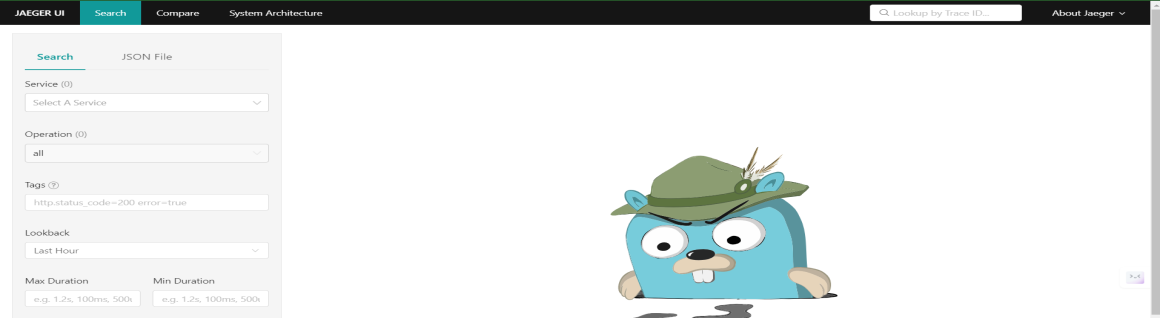 JAEGER UI Search Compare System Architecture Lookup by Trace ID... About Jaeger
Search JSON File
Service (0)
Select A Service
Operation (0)
all
Tags
http.status_code=200 error=true
Lookback
Last Hour
Max Duration Min Duration
e.g. 1.2s, 100ms, 500 e.g. 1.2s, 100ms, 500